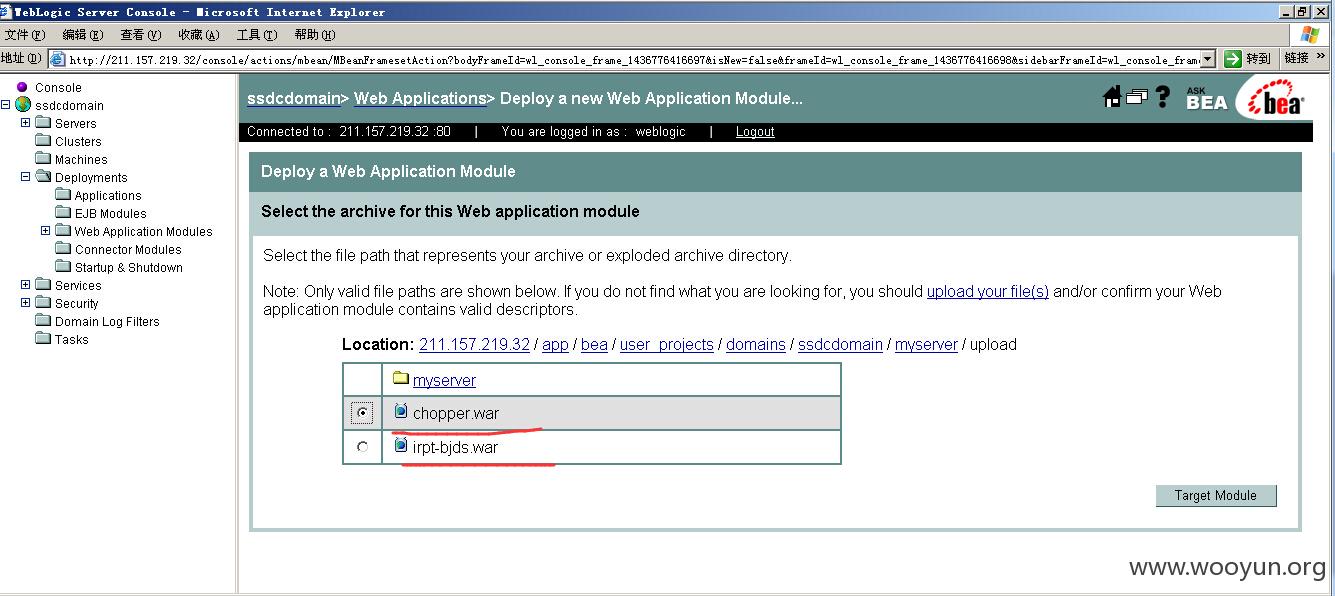 WebLogic Server Console - Microsoft Internet Explorer
文件(F) 编辑(E) 查看(V) 收藏(A) 工具(T) 帮助(H)
地址(D) http://211.157.219.32/console/actions/mbean/MBeanFramesetAction?bodyFrameId=wl_console_frame_1436776416697&isNew=false&frameId=wl_console_frame_1436776416698&sidebarFrameId=wl_console_fram 转到 链接 »
Console
ssdcdomain
Servers
Clusters
Machines
Deployments
Applications
EJB Modules
Web Application Modules
Connector Modules
Startup & Shutdown
Services
Security
Domain Log Filters
Tasks
ssdcdomain> Web Applications> Deploy a new Web Application Module...
ASK BEA
bea
Connected to : 211.157.219.32 :80 | You are logged in as : weblogic | Logout
Deploy a Web Application Module
Select the archive for this Web application module
Select the file path that represents your archive or exploded archive directory.
Note: Only valid file paths are shown below. If you do not find what you are looking for, you should upload your file(s) and/or confirm your Web
application module contains valid descriptors.
Location: 211.157.219.32 / app / bea / user_projects / domains / ssdcdomain / myserver / upload
myserver
chopper.war
irpt-bjds.war
Target Module
www.wooyun.org